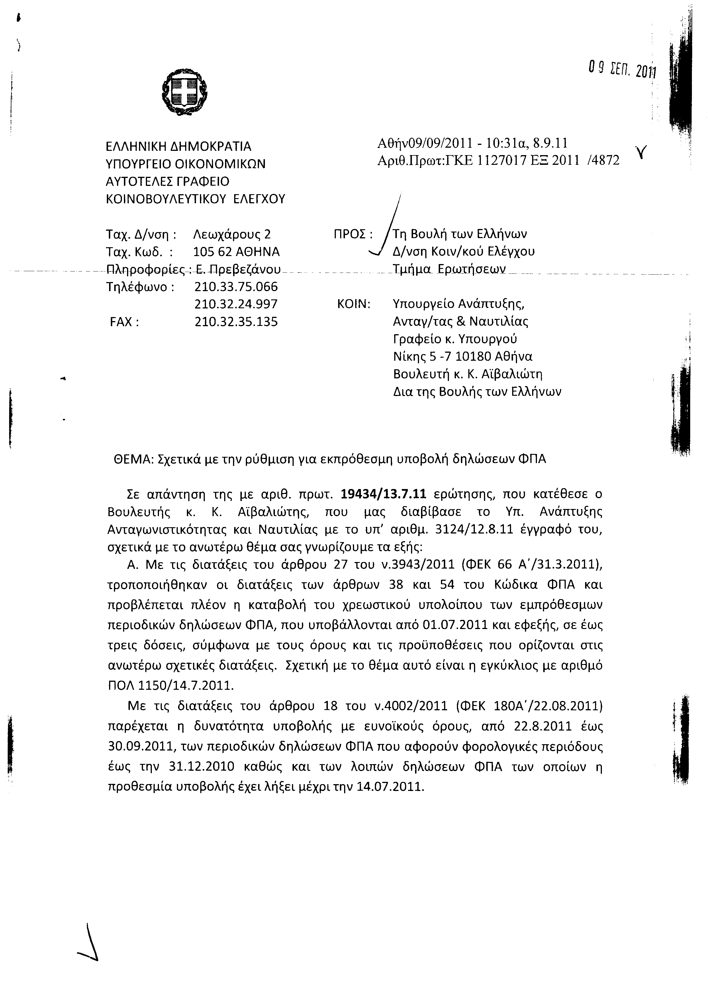 09 ΣΕΠ. 2011
ΕΛΛΗΝΙΚΗ ΔΗΜΟΚΡΑΤΙΑ
ΥΠΟΥΡΓΕΙΟ ΟΙΚΟΝΟΜΙΚΩΝ
ΑΥΤΟΤΕΛΕΣ ΓΡΑΦΕΙΟ
ΚΟΙΝΟΒΟΥΛΕΥΤΙΚΟΥ ΕΛΕΓΧΟΥ
Αθήν09/09/2011 - 10:31α, 8.9.11
Αριθ.Πρωτ:ΓΚΕ 1127017 ΕΞ 2011 /4872
Ταχ. Δ/νση : Λεωχάρους 2
Ταχ. Κωδ. : 105 62 ΑΘΗΝΑ
Πληροφορίες : Ε. Πρεβεζάνου
Τηλέφωνο : 210.33.75.066
210.32.24.997
FAX : 210.32.35.135
ΠΡΟΣ : Τη Βουλή των Ελλήνων
Δ/νση Κοιν/κού Ελέγχου
Τμήμα Ερωτήσεων
ΚΟΙΝ: Υπουργείο Ανάπτυξης,
Ανταγ/τας & Ναυτιλίας
Γραφείο κ. Υπουργού
Νίκης 5 -7 10180 Αθήνα
Βουλευτή κ. Κ. Αϊβαλιώτη
Δια της Βουλής των Ελλήνων
ΘΕΜΑ: Σχετικά με την ρύθμιση για εκπρόθεσμη υποβολή δηλώσεων ΦΠΑ
Σε απάντηση της με αριθ. πρωτ. 19434/13.7.11 ερώτησης, που κατέθεσε ο
Βουλευτής κ. Κ. Αϊβαλιώτης, που μας διαβίβασε το Υπ. Ανάπτυξης
Ανταγωνιστικότητας και Ναυτιλίας με το υπ' αριθμ. 3124/12.8.11 έγγραφό του,
σχετικά με το ανωτέρω θέμα σας γνωρίζουμε τα εξής:
Α. Με τις διατάξεις του άρθρου 27 του ν.3943/2011 (ΦΕΚ 66 Α'/31.3.2011),
τροποποιήθηκαν οι διατάξεις των άρθρων 38 και 54 του Κώδικα ΦΠΑ και
προβλέπεται πλέον η καταβολή του χρεωστικού υπολοίπου των εμπρόθεσμων
περιοδικών δηλώσεων ΦΠΑ, που υποβάλλονται από 01.07.2011 και εφεξής, σε έως
τρεις δόσεις, σύμφωνα με τους όρους και τις προϋποθέσεις που ορίζονται στις
ανωτέρω σχετικές διατάξεις. Σχετική με το θέμα αυτό είναι η εγκύκλιος με αριθμό
ΠΟΛ 1150/14.7.2011.
Με τις διατάξεις του άρθρου 18 του ν.4002/2011 (ΦΕΚ 180Α'/22.08.2011)
παρέχεται η δυνατότητα υποβολής με ευνοϊκούς όρους, από 22.8.2011 έως
30.09.2011, των περιοδικών δηλώσεων ΦΠΑ που αφορούν φορολογικές περιόδους
έως την 31.12.2010 καθώς και των λοιπών δηλώσεων ΦΠΑ των οποίων η
προθεσμία υποβολής έχει λήξει μέχρι την 14.07.2011.